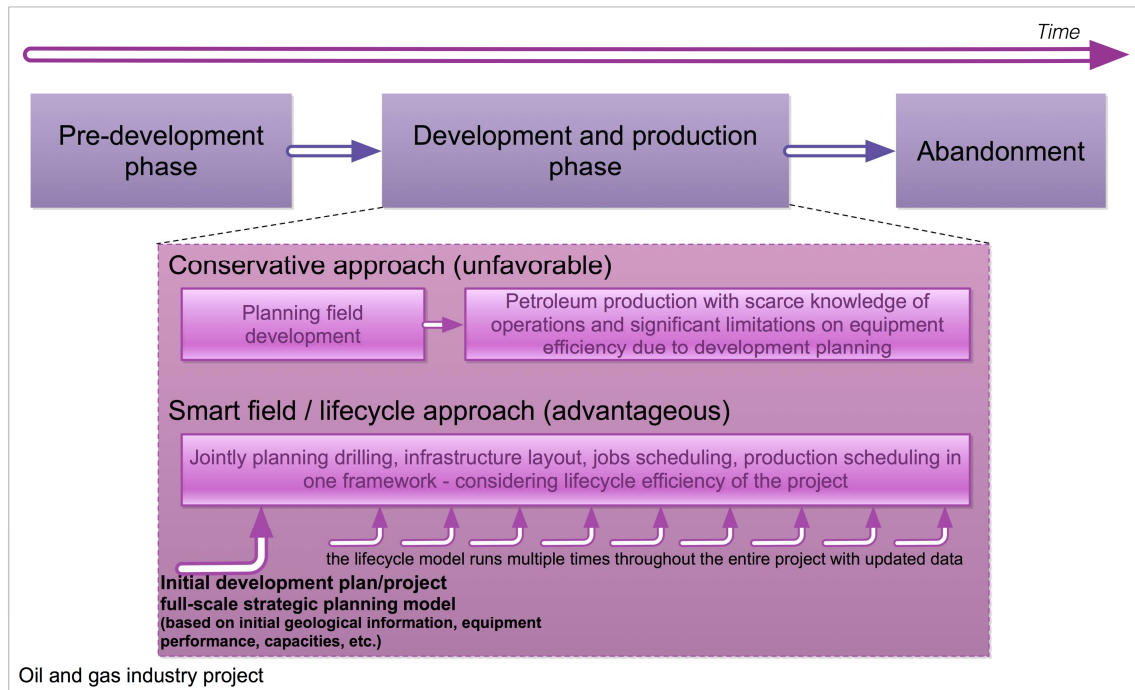 Time
Pre-development
phase
Development and production
phase
Abandonment
Conservative approach (unfavorable)
Planning field
development
Petroleum production with scarce knowledge of
operations and significant limitations on equipment
efficiency due to development planning
Smart field / lifecycle approach (advantageous)
Jointly planning drilling, infrastructure layout, jobs scheduling, production scheduling in
one framework - considering lifecycle efficiency of the project
the lifecycle model runs multiple times throughout the entire project with updated data
Initial development plan/project
full-scale strategic planning model
(based on initial geological information, equipment
performance, capacities, etc.)
Oil and gas industry project